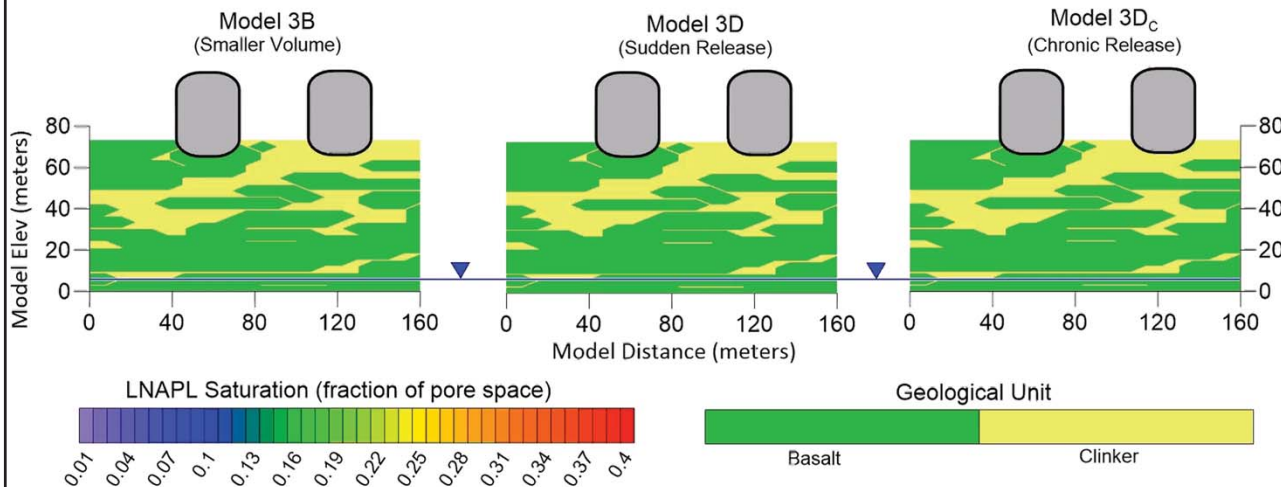 Model 3B
(Smaller Volume)
Model 3D
(Sudden Release)
Model 3D_C
(Chronic Release)
Model Elev (meters)
80
60
40
20
0
80
60
40
20
0
0 40 80 120 160
0 40 80 120 160
0 40 80 120 160
Model Distance (meters)
LNAPL Saturation (fraction of pore space)
0.01 0.04 0.07 0.1 0.13 0.16 0.19 0.22 0.25 0.28 0.31 0.34 0.37 0.4
Geological Unit
Basalt Clinker